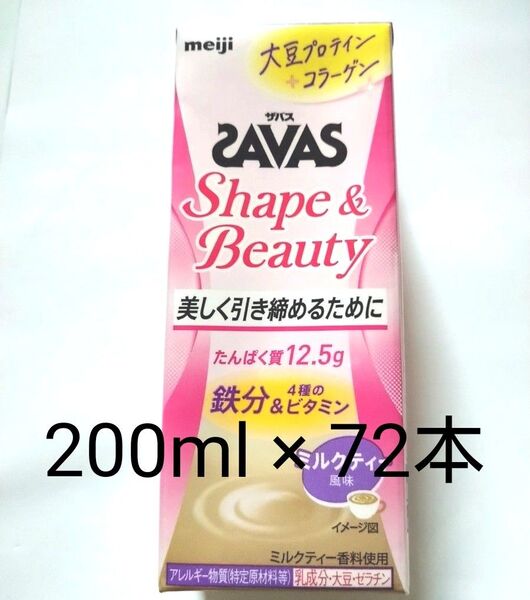 meiji
大豆プロテイン
+コラーゲン
ザバス
SAVAS
Shape &
Beauty
美しく引き締めるために
たんぱく質12.5g
鉄分&4種のビタミン
200ml × 72本
ミルクティー
風味
イメージ図
ミルクティー香料使用
アレルギー物質(特定原材料等) 乳成分・大豆・ゼラチン